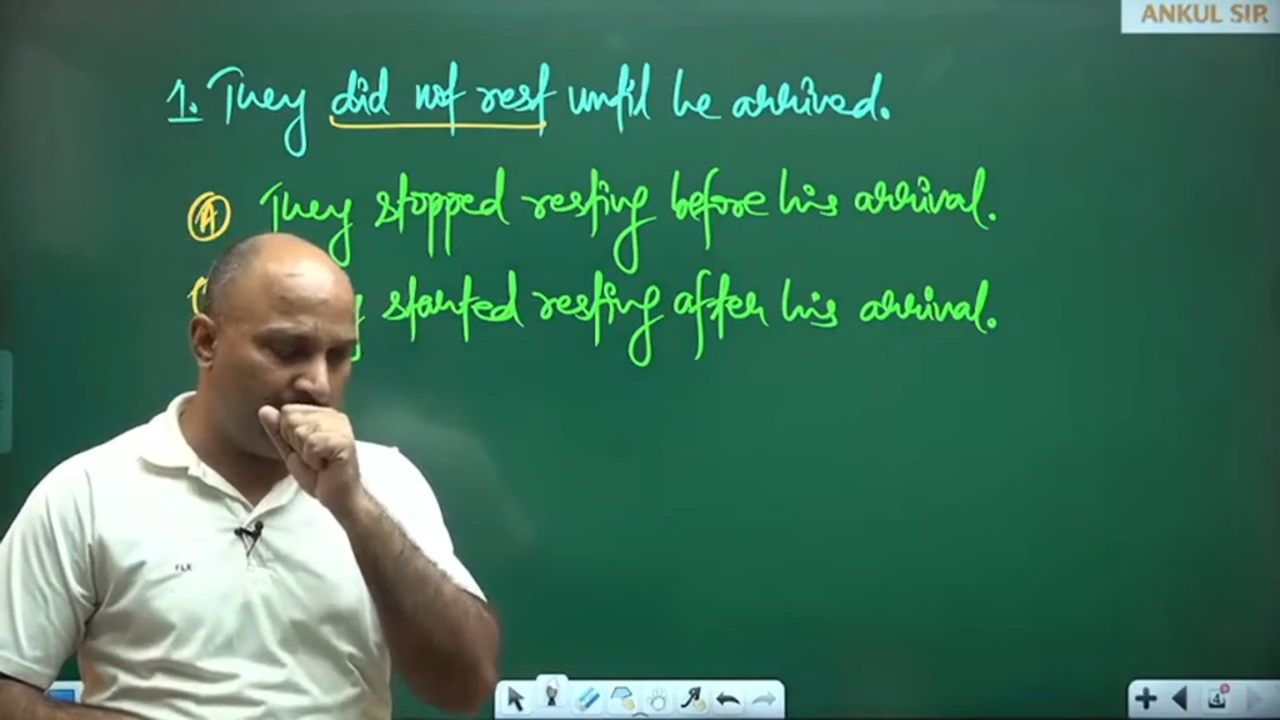 ANKUL SIR
1. They did not rest until he arrived.
A They stopped resting before his arrival.
started resting after his arrival.
FLX